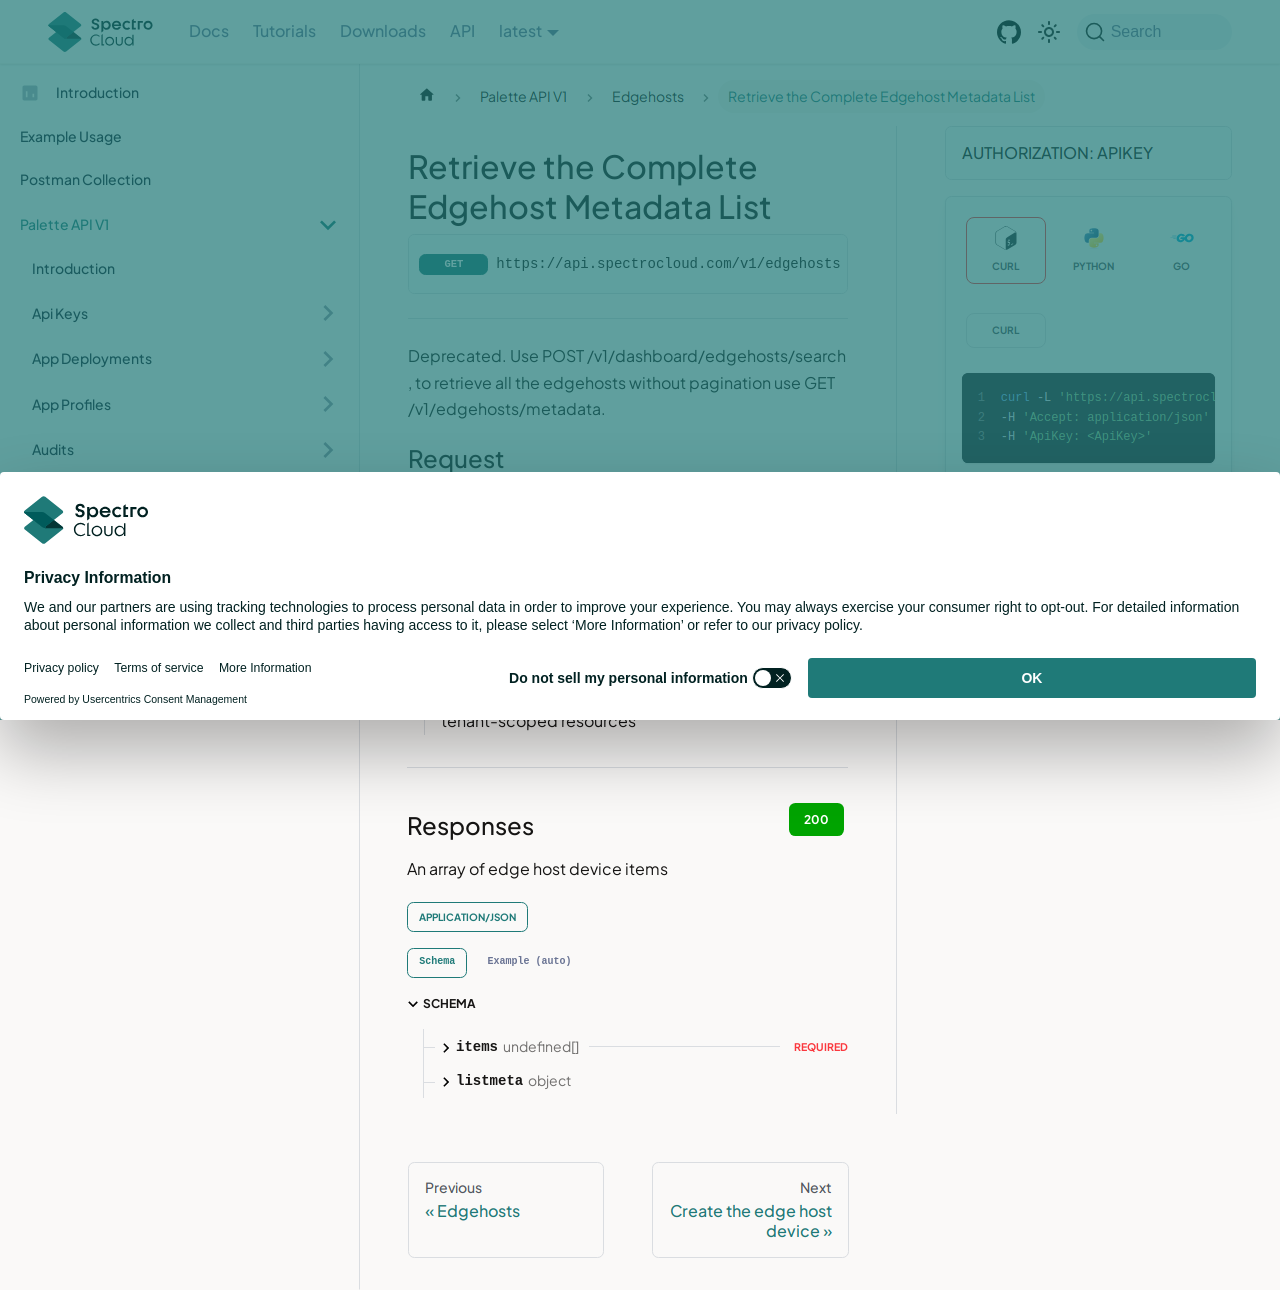 Spectro Cloud
Docs
Tutorials
Downloads
API
latest
Search
Introduction
Example Usage
Postman Collection
Palette API V1
Introduction
Api Keys
App Deployments
App Profiles
Audits
Palette API V1
Edgehosts
Retrieve the Complete Edgehost Metadata List
Retrieve the Complete
Edgehost Metadata List
GET https://api.spectrocloud.com/v1/edgehosts
Deprecated. Use POST /v1/dashboard/edgehosts/search
, to retrieve all the edgehosts without pagination use GET
/v1/edgehosts/metadata.
Request
AUTHORIZATION: APIKEY
CURL
PYTHON
GO
CURL
1 curl -L 'https://api.spectrocl
2 -H 'Accept: application/json'
3 -H 'ApiKey: <ApiKey>'
Spectro
Cloud
Privacy Information
We and our partners are using tracking technologies to process personal data in order to improve your experience. You may always exercise your consumer right to opt-out. For detailed information
about personal information we collect and third parties having access to it, please select ‘More Information’ or refer to our privacy policy.
Privacy policy
Terms of service
More Information
Powered by Usercentrics Consent Management
Do not sell my personal information
OK
tenant-scoped resources
Responses
200
An array of edge host device items
APPLICATION/JSON
Schema
Example (auto)
SCHEMA
items undefined[]
REQUIRED
listmeta object
Previous
« Edgehosts
Next
Create the edge host
device »